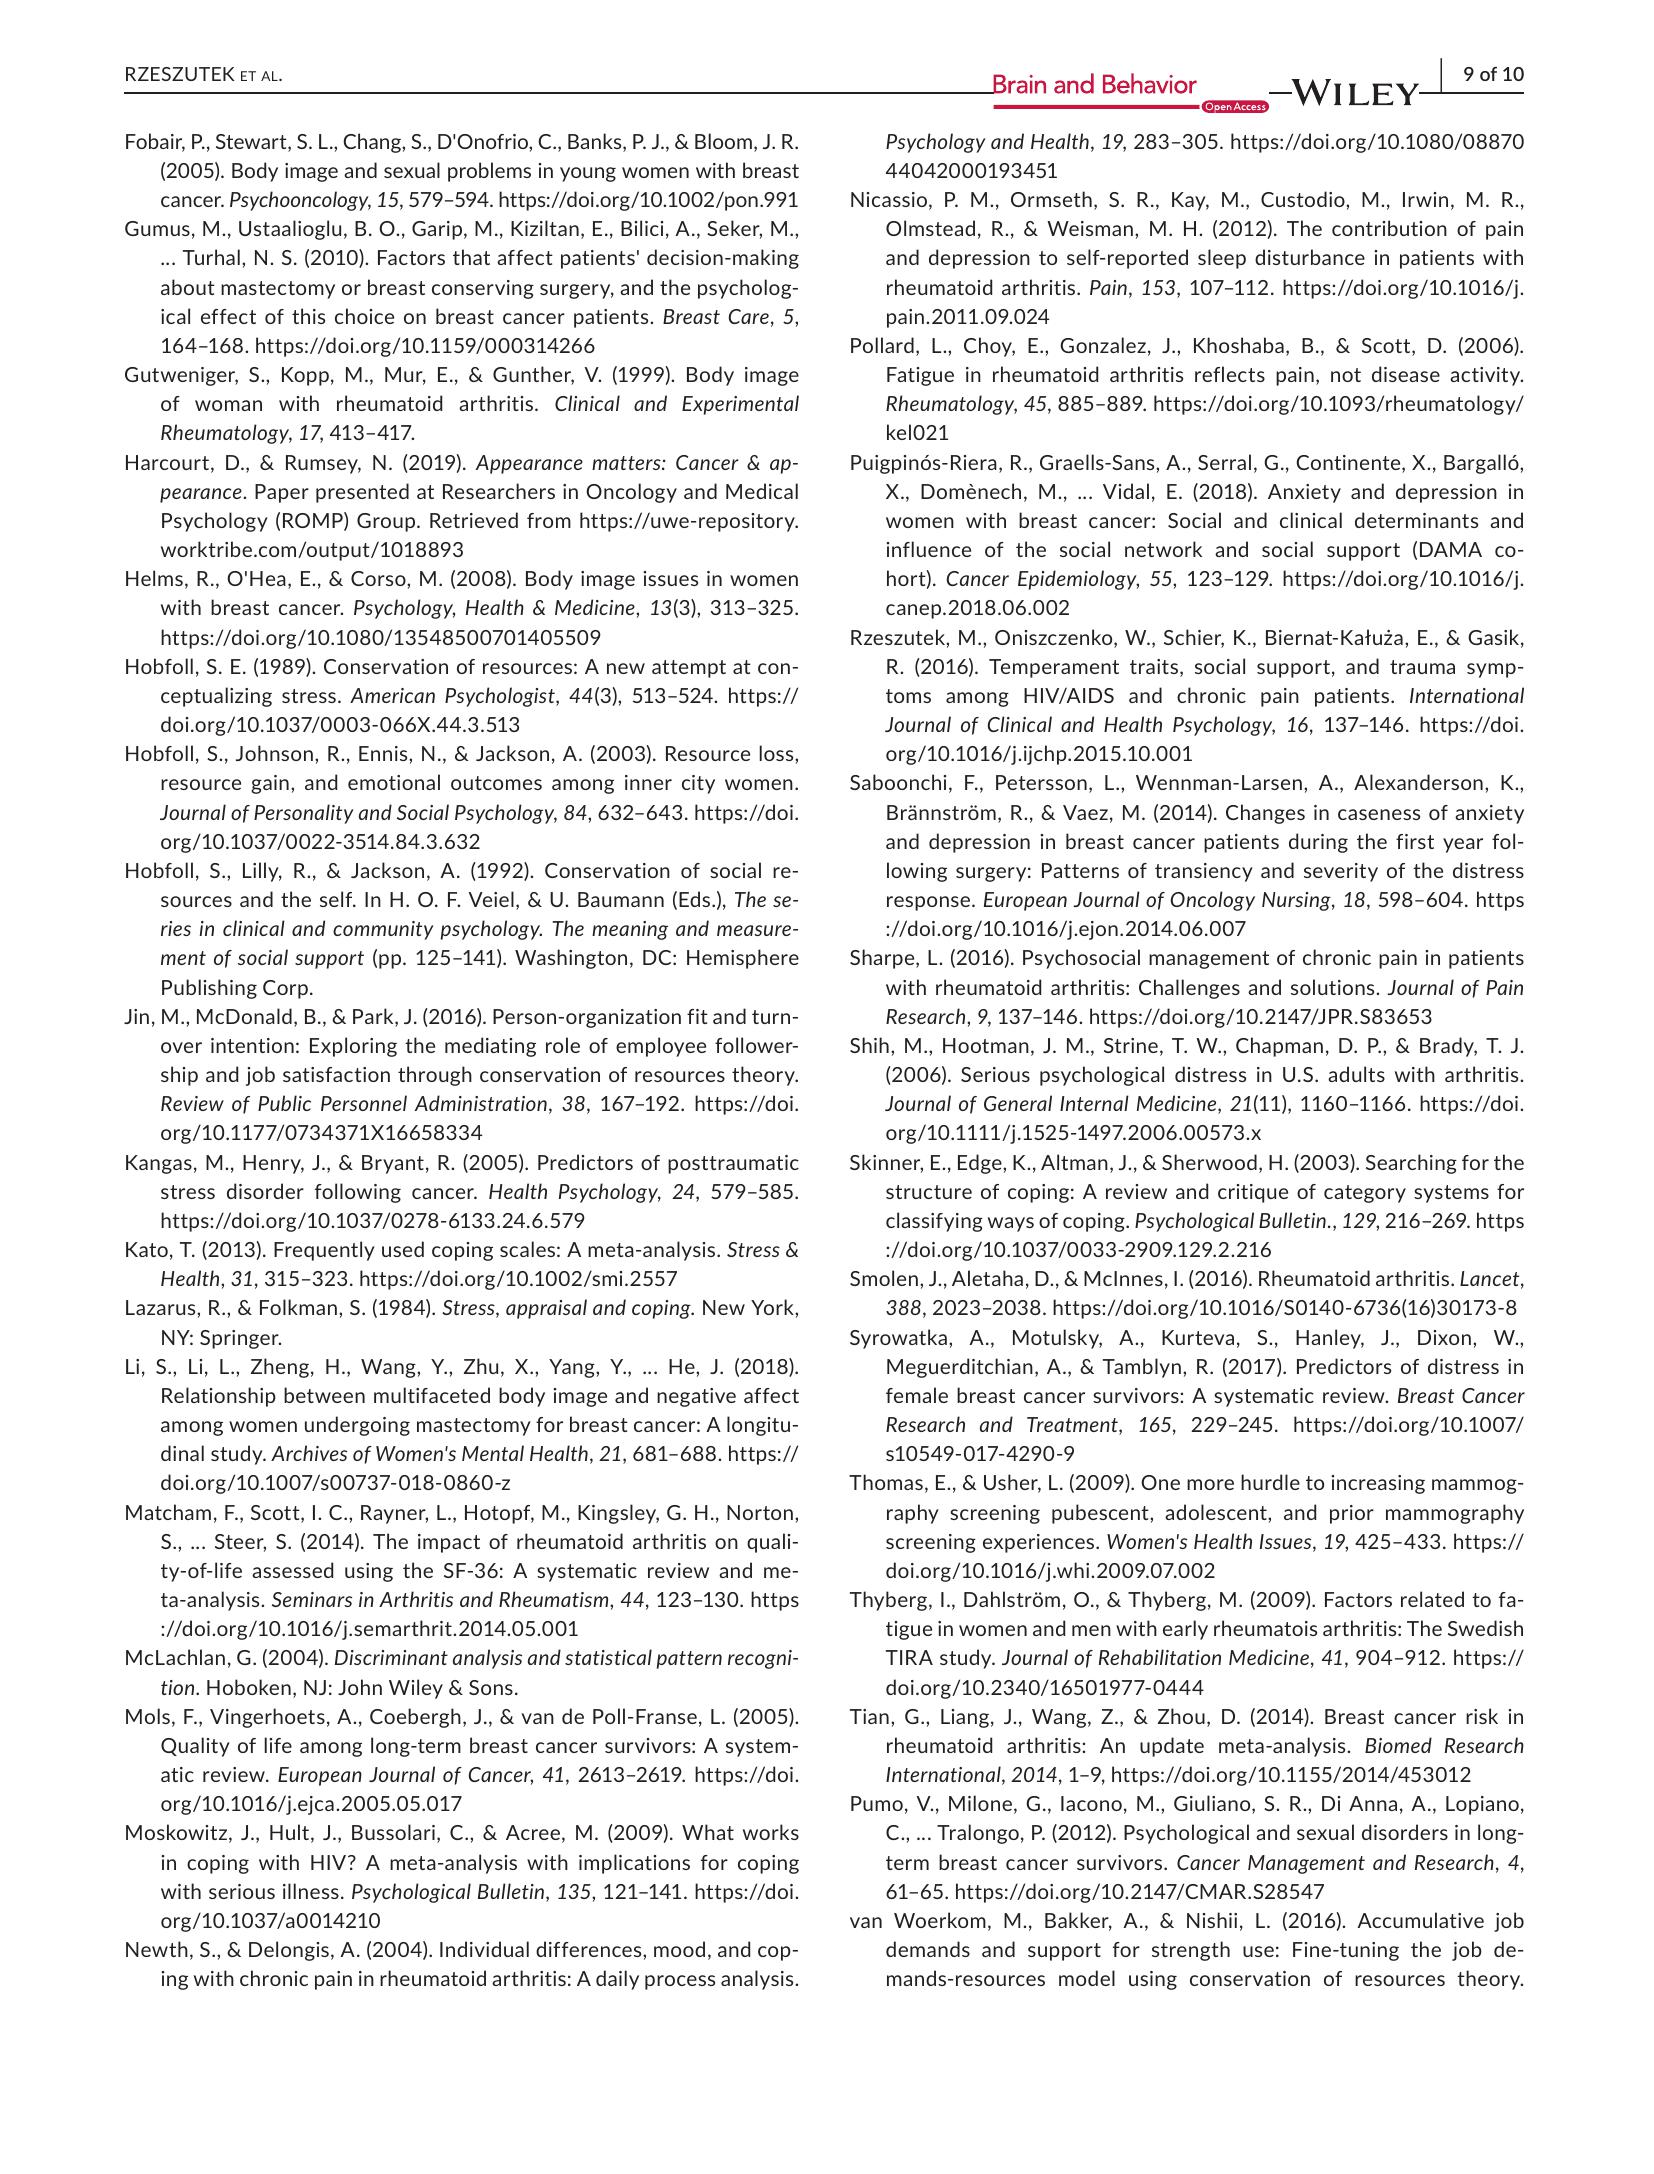 RZESZUTEK ET AL.
Brain and Behavior
Open Access
WILEY
9 of 10
Fobair, P., Stewart, S. L., Chang, S., D'Onofrio, C., Banks, P. J., & Bloom, J. R.
(2005). Body image and sexual problems in young women with breast
cancer. Psychooncology, 15, 579–594. https://doi.org/10.1002/pon.991
Gumus, M., Ustaalioglu, B. O., Garip, M., Kiziltan, E., Bilici, A., Seker, M.,
... Turhal, N. S. (2010). Factors that affect patients' decision-making
about mastectomy or breast conserving surgery, and the psycholog-
ical effect of this choice on breast cancer patients. Breast Care, 5,
164–168. https://doi.org/10.1159/000314266
Gutweniger, S., Kopp, M., Mur, E., & Gunther, V. (1999). Body image
of woman with rheumatoid arthritis. Clinical and Experimental
Rheumatology, 17, 413–417.
Harcourt, D., & Rumsey, N. (2019). Appearance matters: Cancer & ap-
pearance. Paper presented at Researchers in Oncology and Medical
Psychology (ROMP) Group. Retrieved from https://uwe-repository.
worktribe.com/output/1018893
Helms, R., O'Hea, E., & Corso, M. (2008). Body image issues in women
with breast cancer. Psychology, Health & Medicine, 13(3), 313–325.
https://doi.org/10.1080/13548500701405509
Hobfoll, S. E. (1989). Conservation of resources: A new attempt at con-
ceptualizing stress. American Psychologist, 44(3), 513–524. https://
doi.org/10.1037/0003-066X.44.3.513
Hobfoll, S., Johnson, R., Ennis, N., & Jackson, A. (2003). Resource loss,
resource gain, and emotional outcomes among inner city women.
Journal of Personality and Social Psychology, 84, 632–643. https://doi.
org/10.1037/0022-3514.84.3.632
Hobfoll, S., Lilly, R., & Jackson, A. (1992). Conservation of social re-
sources and the self. In H. O. F. Veiel, & U. Baumann (Eds.), The se-
ries in clinical and community psychology. The meaning and measure-
ment of social support (pp. 125–141). Washington, DC: Hemisphere
Publishing Corp.
Jin, M., McDonald, B., & Park, J. (2016). Person-organization fit and turn-
over intention: Exploring the mediating role of employee follower-
ship and job satisfaction through conservation of resources theory.
Review of Public Personnel Administration, 38, 167–192. https://doi.
org/10.1177/0734371X16658334
Kangas, M., Henry, J., & Bryant, R. (2005). Predictors of posttraumatic
stress disorder following cancer. Health Psychology, 24, 579–585.
https://doi.org/10.1037/0278-6133.24.6.579
Kato, T. (2013). Frequently used coping scales: A meta-analysis. Stress &
Health, 31, 315–323. https://doi.org/10.1002/smi.2557
Lazarus, R., & Folkman, S. (1984). Stress, appraisal and coping. New York,
NY: Springer.
Li, S., Li, L., Zheng, H., Wang, Y., Zhu, X., Yang, Y., ... He, J. (2018).
Relationship between multifaceted body image and negative affect
among women undergoing mastectomy for breast cancer: A longitu-
dinal study. Archives of Women's Mental Health, 21, 681–688. https://
doi.org/10.1007/s00737-018-0860-z
Matcham, F., Scott, I. C., Rayner, L., Hotopf, M., Kingsley, G. H., Norton,
S., ... Steer, S. (2014). The impact of rheumatoid arthritis on quali-
ty-of-life assessed using the SF-36: A systematic review and me-
ta-analysis. Seminars in Arthritis and Rheumatism, 44, 123–130. https
://doi.org/10.1016/j.semarthrit.2014.05.001
McLachlan, G. (2004). Discriminant analysis and statistical pattern recogni-
tion. Hoboken, NJ: John Wiley & Sons.
Mols, F., Vingerhoets, A., Coebergh, J., & van de Poll-Franse, L. (2005).
Quality of life among long-term breast cancer survivors: A system-
atic review. European Journal of Cancer, 41, 2613–2619. https://doi.
org/10.1016/j.ejca.2005.05.017
Moskowitz, J., Hult, J., Bussolari, C., & Acree, M. (2009). What works
in coping with HIV? A meta-analysis with implications for coping
with serious illness. Psychological Bulletin, 135, 121–141. https://doi.
org/10.1037/a0014210
Newth, S., & Delongis, A. (2004). Individual differences, mood, and cop-
ing with chronic pain in rheumatoid arthritis: A daily process analysis.
Psychology and Health, 19, 283–305. https://doi.org/10.1080/08870
44042000193451
Nicassio, P. M., Ormseth, S. R., Kay, M., Custodio, M., Irwin, M. R.,
Olmstead, R., & Weisman, M. H. (2012). The contribution of pain
and depression to self-reported sleep disturbance in patients with
rheumatoid arthritis. Pain, 153, 107–112. https://doi.org/10.1016/j.
pain.2011.09.024
Pollard, L., Choy, E., Gonzalez, J., Khoshaba, B., & Scott, D. (2006).
Fatigue in rheumatoid arthritis reflects pain, not disease activity.
Rheumatology, 45, 885–889. https://doi.org/10.1093/rheumatology/
kel021
Puigpinós-Riera, R., Graells-Sans, A., Serral, G., Continente, X., Bargalló,
X., Domènech, M., ... Vidal, E. (2018). Anxiety and depression in
women with breast cancer: Social and clinical determinants and
influence of the social network and social support (DAMA co-
hort). Cancer Epidemiology, 55, 123–129. https://doi.org/10.1016/j.
canep.2018.06.002
Rzeszutek, M., Oniszczenko, W., Schier, K., Biernat-Kałuża, E., & Gasik,
R. (2016). Temperament traits, social support, and trauma symp-
toms among HIV/AIDS and chronic pain patients. International
Journal of Clinical and Health Psychology, 16, 137–146. https://doi.
org/10.1016/j.ijchp.2015.10.001
Saboonchi, F., Petersson, L., Wennman-Larsen, A., Alexanderson, K.,
Brännström, R., & Vaez, M. (2014). Changes in caseness of anxiety
and depression in breast cancer patients during the first year fol-
lowing surgery: Patterns of transiency and severity of the distress
response. European Journal of Oncology Nursing, 18, 598–604. https
://doi.org/10.1016/j.ejon.2014.06.007
Sharpe, L. (2016). Psychosocial management of chronic pain in patients
with rheumatoid arthritis: Challenges and solutions. Journal of Pain
Research, 9, 137–146. https://doi.org/10.2147/JPR.S83653
Shih, M., Hootman, J. M., Strine, T. W., Chapman, D. P., & Brady, T. J.
(2006). Serious psychological distress in U.S. adults with arthritis.
Journal of General Internal Medicine, 21(11), 1160–1166. https://doi.
org/10.1111/j.1525-1497.2006.00573.x
Skinner, E., Edge, K., Altman, J., & Sherwood, H. (2003). Searching for the
structure of coping: A review and critique of category systems for
classifying ways of coping. Psychological Bulletin., 129, 216–269. https
://doi.org/10.1037/0033-2909.129.2.216
Smolen, J., Aletaha, D., & McInnes, I. (2016). Rheumatoid arthritis. Lancet,
388, 2023–2038. https://doi.org/10.1016/S0140-6736(16)30173-8
Syrowatka, A., Motulsky, A., Kurteva, S., Hanley, J., Dixon, W.,
Meguerditchian, A., & Tamblyn, R. (2017). Predictors of distress in
female breast cancer survivors: A systematic review. Breast Cancer
Research and Treatment, 165, 229–245. https://doi.org/10.1007/
s10549-017-4290-9
Thomas, E., & Usher, L. (2009). One more hurdle to increasing mammog-
raphy screening pubescent, adolescent, and prior mammography
screening experiences. Women's Health Issues, 19, 425–433. https://
doi.org/10.1016/j.whi.2009.07.002
Thyberg, I., Dahlström, O., & Thyberg, M. (2009). Factors related to fa-
tigue in women and men with early rheumatois arthritis: The Swedish
TIRA study. Journal of Rehabilitation Medicine, 41, 904–912. https://
doi.org/10.2340/16501977-0444
Tian, G., Liang, J., Wang, Z., & Zhou, D. (2014). Breast cancer risk in
rheumatoid arthritis: An update meta-analysis. Biomed Research
International, 2014, 1–9, https://doi.org/10.1155/2014/453012
Pumo, V., Milone, G., Iacono, M., Giuliano, S. R., Di Anna, A., Lopiano,
C., ... Tralongo, P. (2012). Psychological and sexual disorders in long-
term breast cancer survivors. Cancer Management and Research, 4,
61–65. https://doi.org/10.2147/CMAR.S28547
van Woerkom, M., Bakker, A., & Nishii, L. (2016). Accumulative job
demands and support for strength use: Fine-tuning the job de-
mands-resources model using conservation of resources theory.